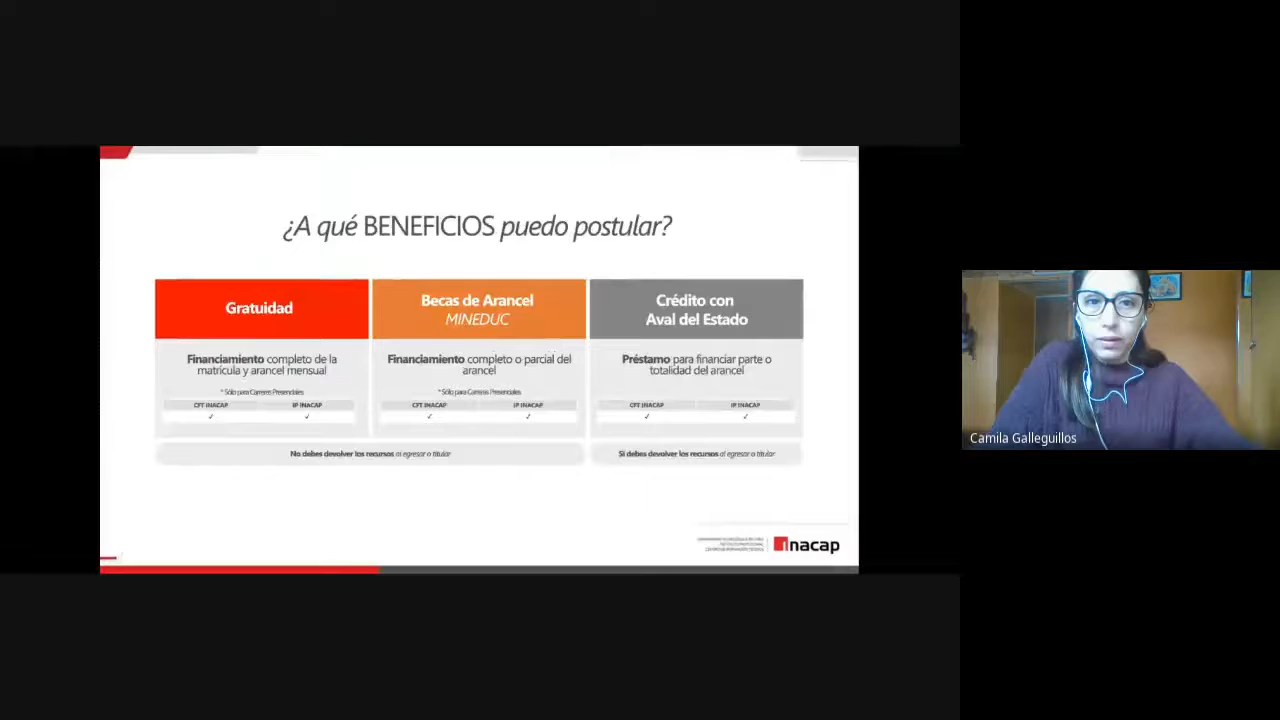 ¿A qué BENEFICIOS puedo postular?
Gratuidad
Financiamiento completo de la
matrícula y arancel mensual
* Sólo para Carreras Presenciales
CFT INACAP IP INACAP
✓ ✓
Becas de Arancel
MINEDUC
Financiamiento completo o parcial del
arancel
* Sólo para Carreras Presenciales
CFT INACAP IP INACAP
✓ ✓
Crédito con
Aval del Estado
Préstamo para financiar parte o
totalidad del arancel
CFT INACAP IP INACAP
✓ ✓
No debes devolver los recursos al egresar o titular
Si debes devolver los recursos al egresar o titular
inacap
Camila Galleguillos